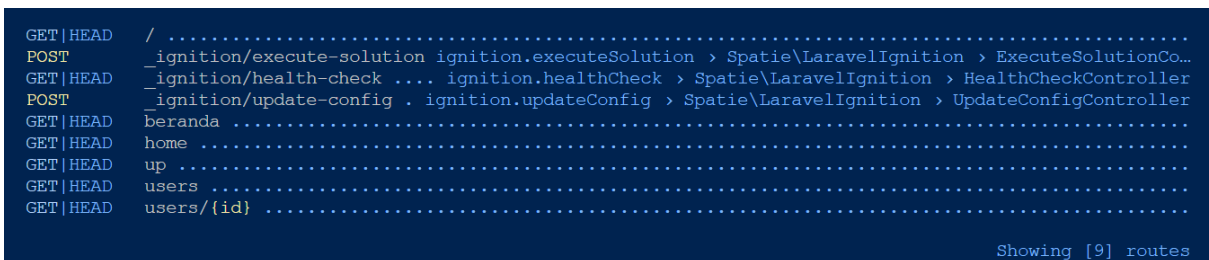 GET|HEAD / ...............................................................................................
POST _ignition/execute-solution ignition.executeSolution › Spatie\LaravelIgnition › ExecuteSolutionCo…
GET|HEAD _ignition/health-check .... ignition.healthCheck › Spatie\LaravelIgnition › HealthCheckController
POST _ignition/update-config . ignition.updateConfig › Spatie\LaravelIgnition › UpdateConfigController
GET|HEAD beranda .........................................................................................
GET|HEAD home ............................................................................................
GET|HEAD up ..............................................................................................
GET|HEAD users ...........................................................................................
GET|HEAD users/{id} ......................................................................................
Showing [9] routes